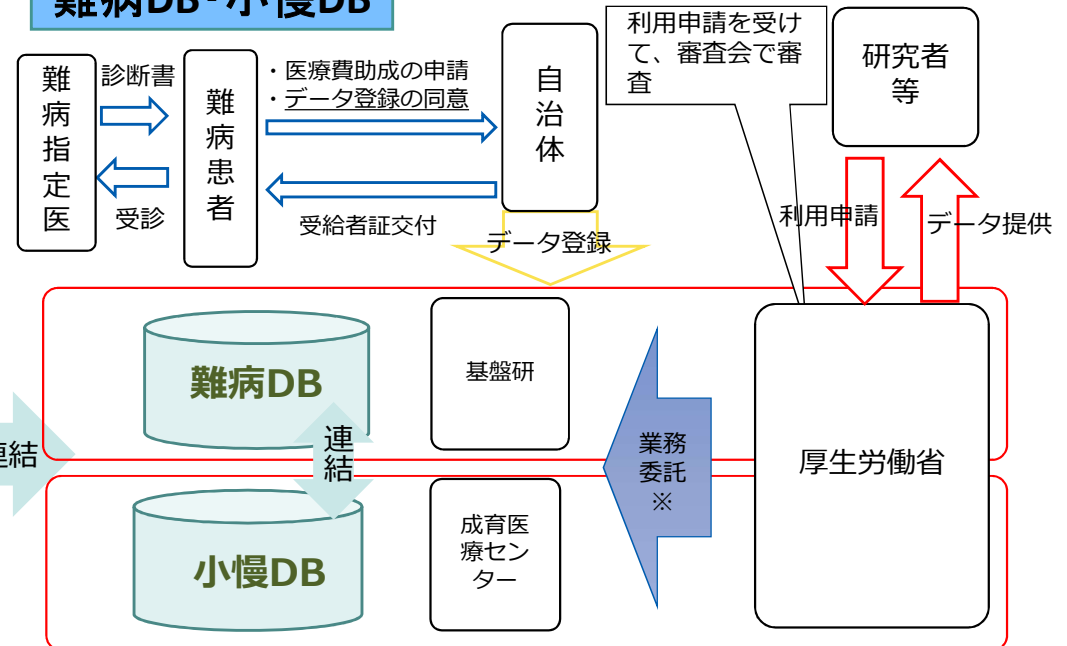 難病DB・小慢DB
難病指定医
診断書
受診
難病患者
・医療費助成の申請
・データ登録の同意
受給者証交付
自治体
データ登録
利用申請を受け
て、審査会で審
査
研究者
等
利用申請
データ提供
難病DB
基盤研
連結
連結
小慢DB
成育医
療セン
ター
業務
委託
※
厚生労働省